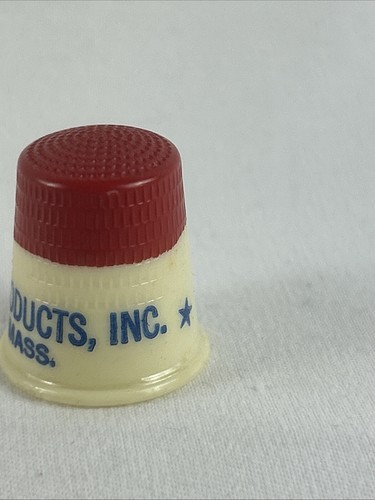 ODUCTS, INC. ★
MASS.